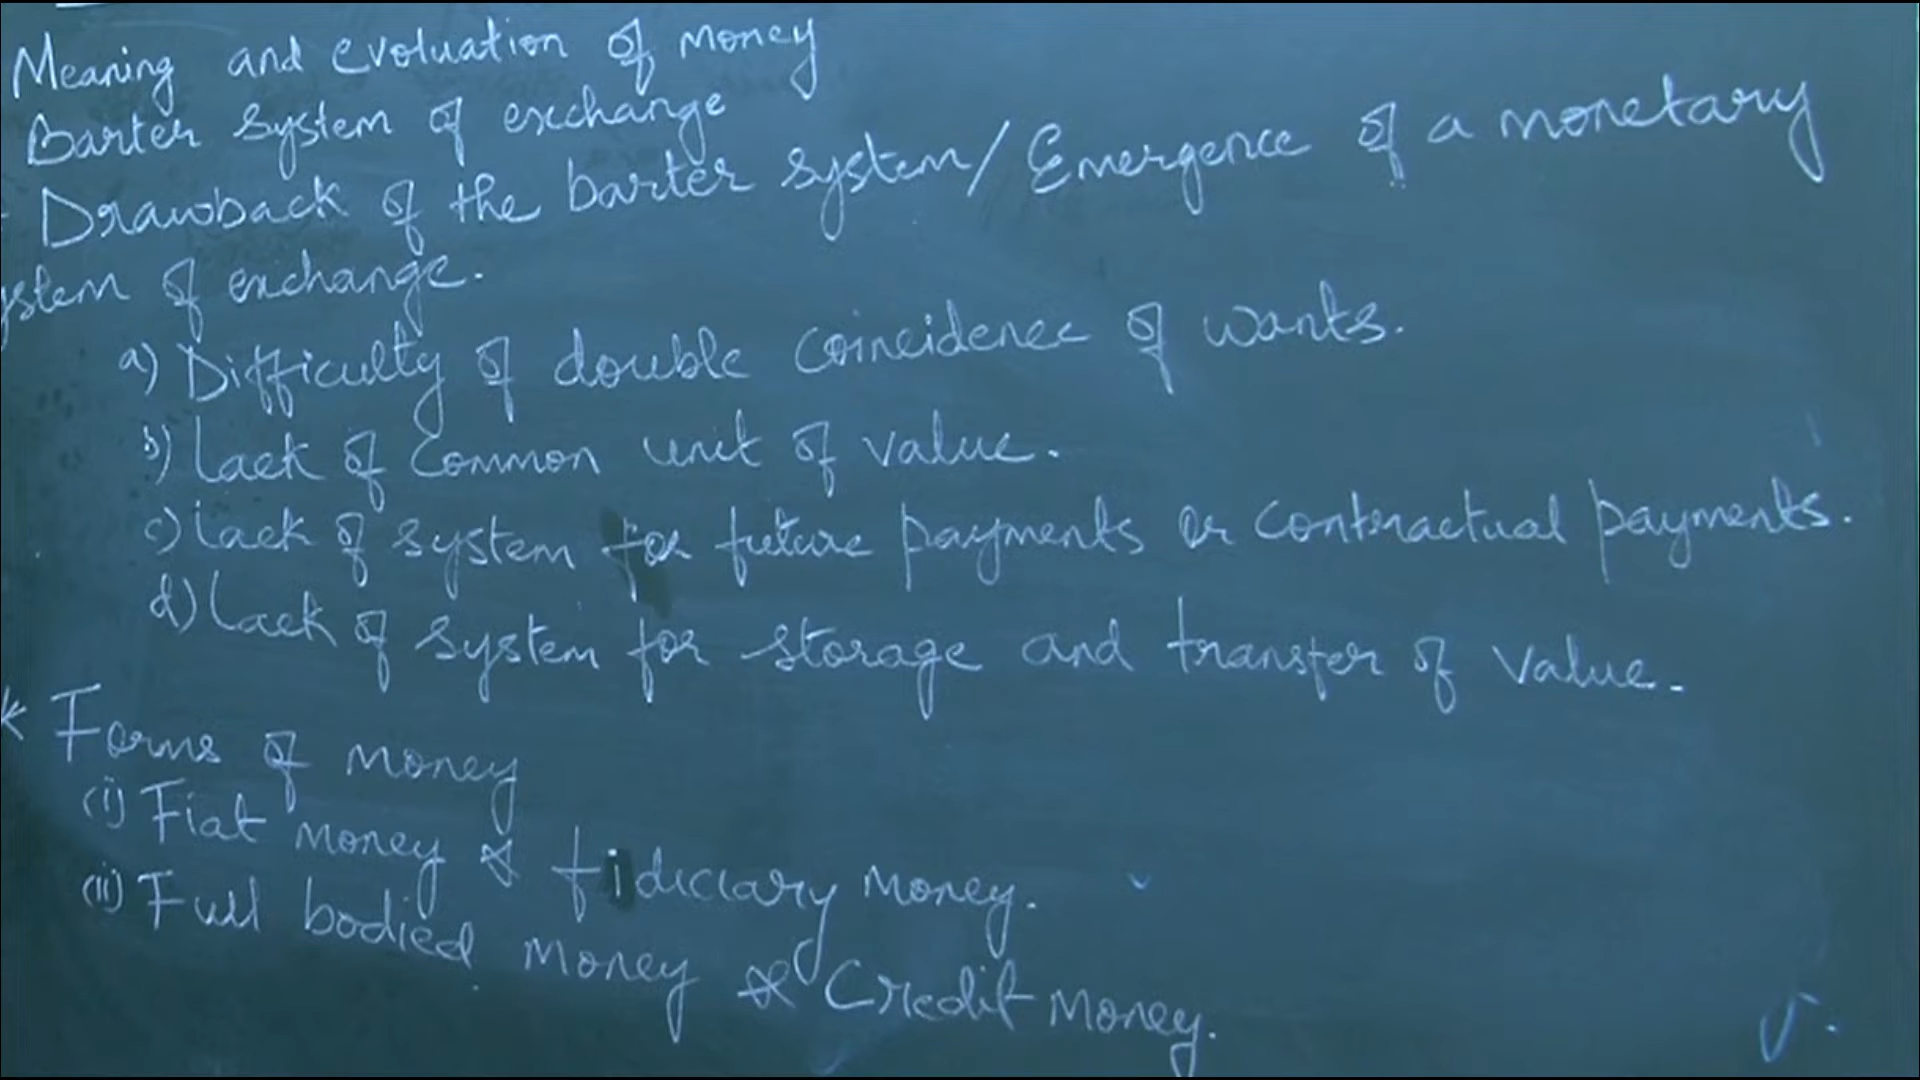 Meaning and evoluation of money
Barter system of exchange
- Drawback of the barter system/Emergence of a monetary
ystem of exchange.
a) Difficulty of double coincidence of wants.
b) Lack of common unit of value.
c) Lack of system for future payments or contractual payments.
d) Lack of system for storage and transfer of value.
* Forms of money
(i) Fiat money & fidiciary money.
(ii) Full bodied money & Credit money.